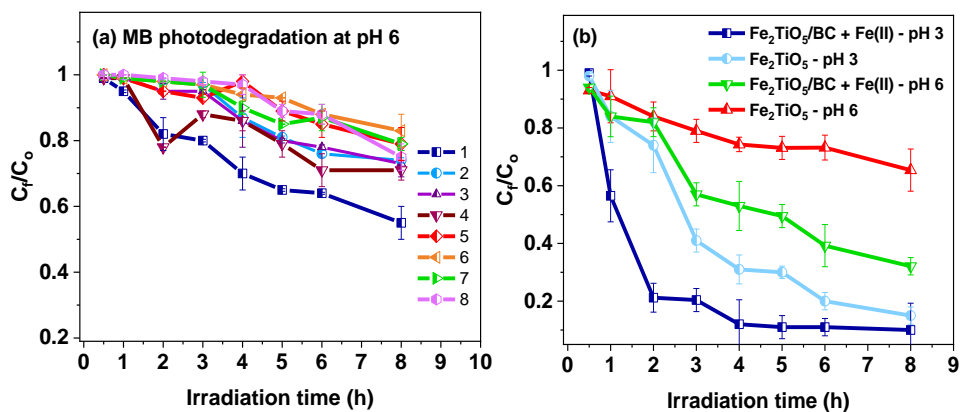 (a) MB photodegradation at pH 6
C_f/C_o
1
0.8
0.6
0.4
0.2
0 1 2 3 4 5 6 7 8 9 10
Irradiation time (h)
1
2
3
4
5
6
7
8
(b)
Fe₂TiO₅/BC + Fe(II) - pH 3
Fe₂TiO₅ - pH 3
Fe₂TiO₅/BC + Fe(II) - pH 6
Fe₂TiO₅ - pH 6
C_f/C_o
1
0.8
0.6
0.4
0.2
0 1 2 3 4 5 6 7 8 9
Irradiation time (h)